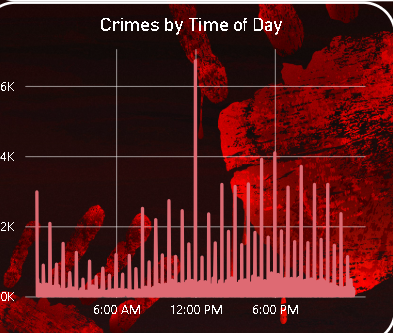 Crimes by Time of Day
6K
4K
2K
0K
6:00 AM 12:00 PM 6:00 PM